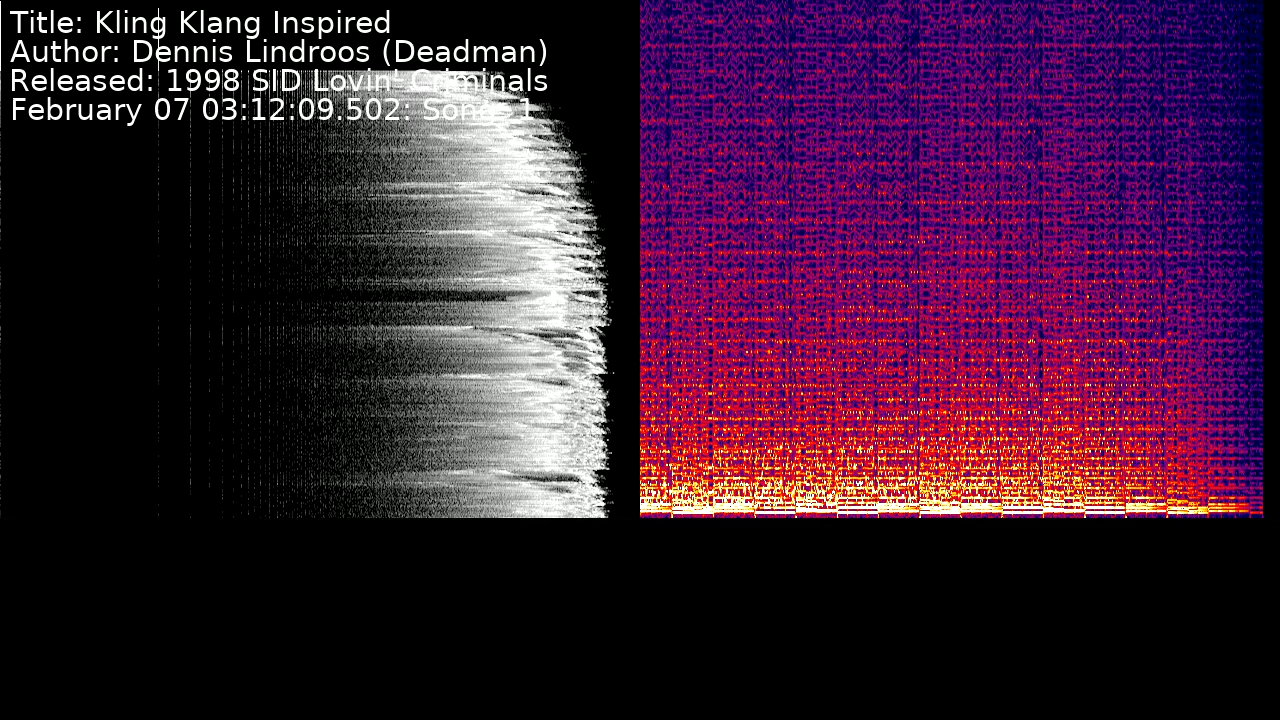 Title: Kling Klang Inspired
Author: Dennis Lindroos (Deadman)
Released: 1998 SID Lovin' Criminals
February 07 03:12:09.502: Song 1